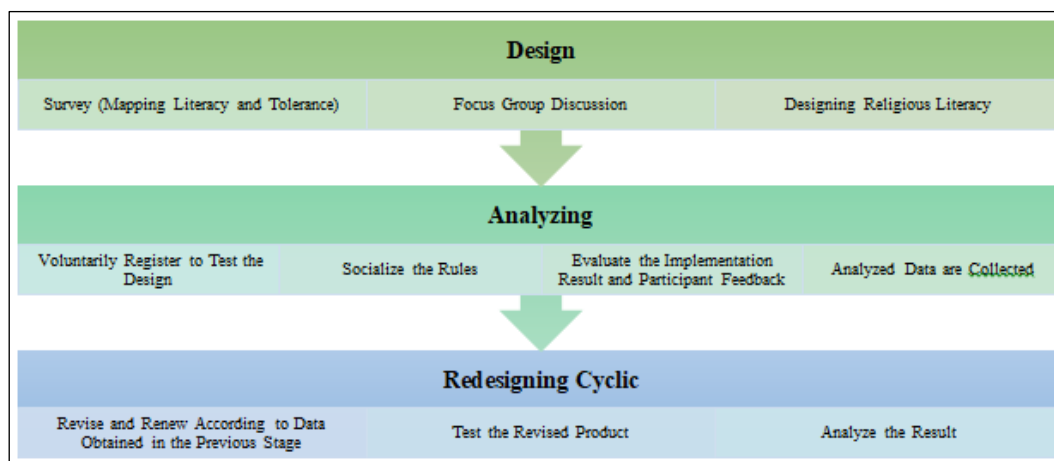 Design
Survey (Mapping Literacy and Tolerance)
Focus Group Discussion
Designing Religious Literacy
Analyzing
Voluntarily Register to Test the
Design
Socialize the Rules
Evaluate the Implementation
Result and Participant Feedback
Analyzed Data are Collected
Redesigning Cyclic
Revise and Renew According to Data
Obtained in the Previous Stage
Test the Revised Product
Analyze the Result